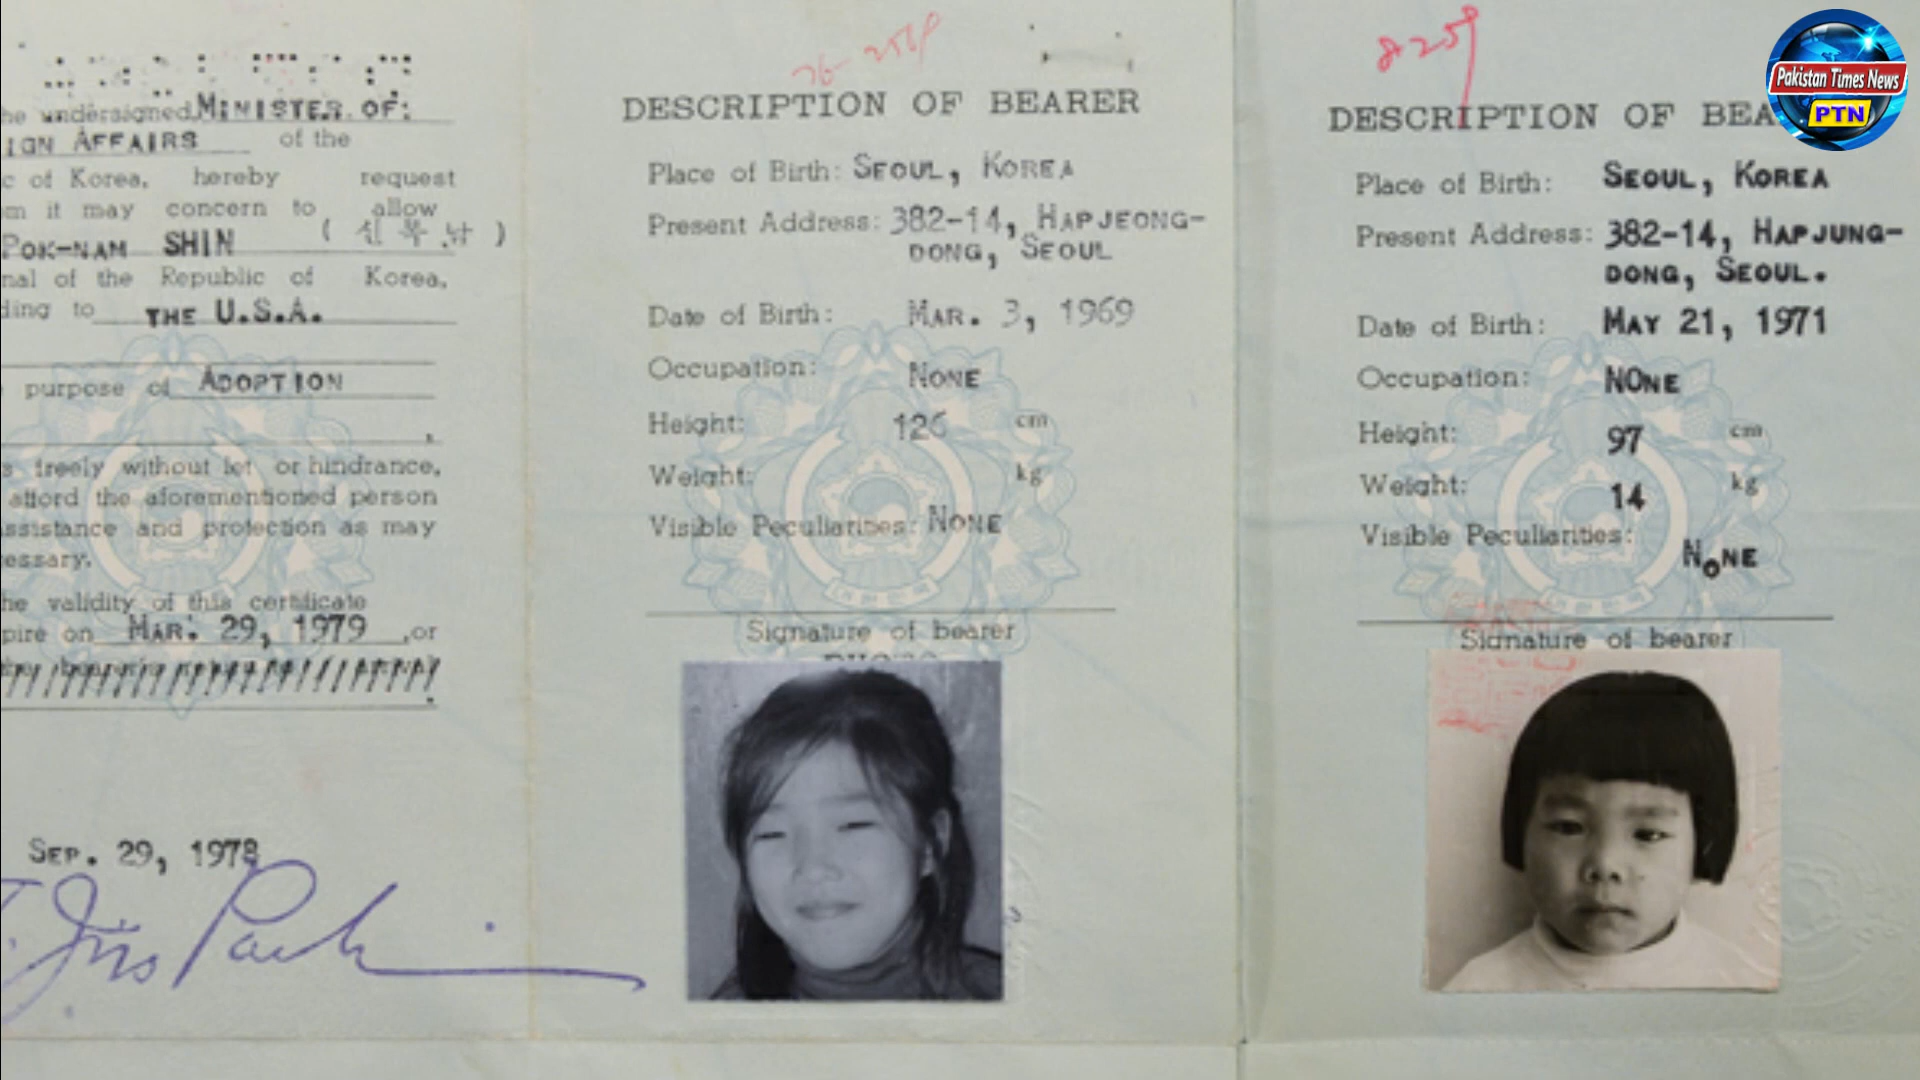 he undersigned MINISTER OF:
IGN AFFAIRS of the
c of Korea, hereby request
m it may concern to allow
POK-NAM SHIN (신복남)
nal of the Republic of Korea,
ding to THE U.S.A.
purpose of ADOPTION
s freely without let or hindrance,
afford the aforementioned person
ssistance and protection as may
essary.
he validity of this certificate
pire on MAR. 29, 1979 ,or
SEP. 29, 1978
76-2569
DESCRIPTION OF BEARER
Place of Birth: SEOUL, KOREA
Present Address: 382-14, HAPJEONG-
DONG, SEOUL
Date of Birth: MAR. 3, 1969
Occupation: NONE
Height: 126 cm
Weight: kg
Visible Peculiarities: NONE
Signature of bearer
8259
DESCRIPTION OF BEA
Place of Birth: SEOUL, KOREA
Present Address: 382-14, HAPJUNG-
DONG, SEOUL.
Date of Birth: MAY 21, 1971
Occupation: NONE
Height: 97 cm
Weight: 14 kg
Visible Peculiarities: NONE
Signature of bearer
Pakistan Times News
PTN